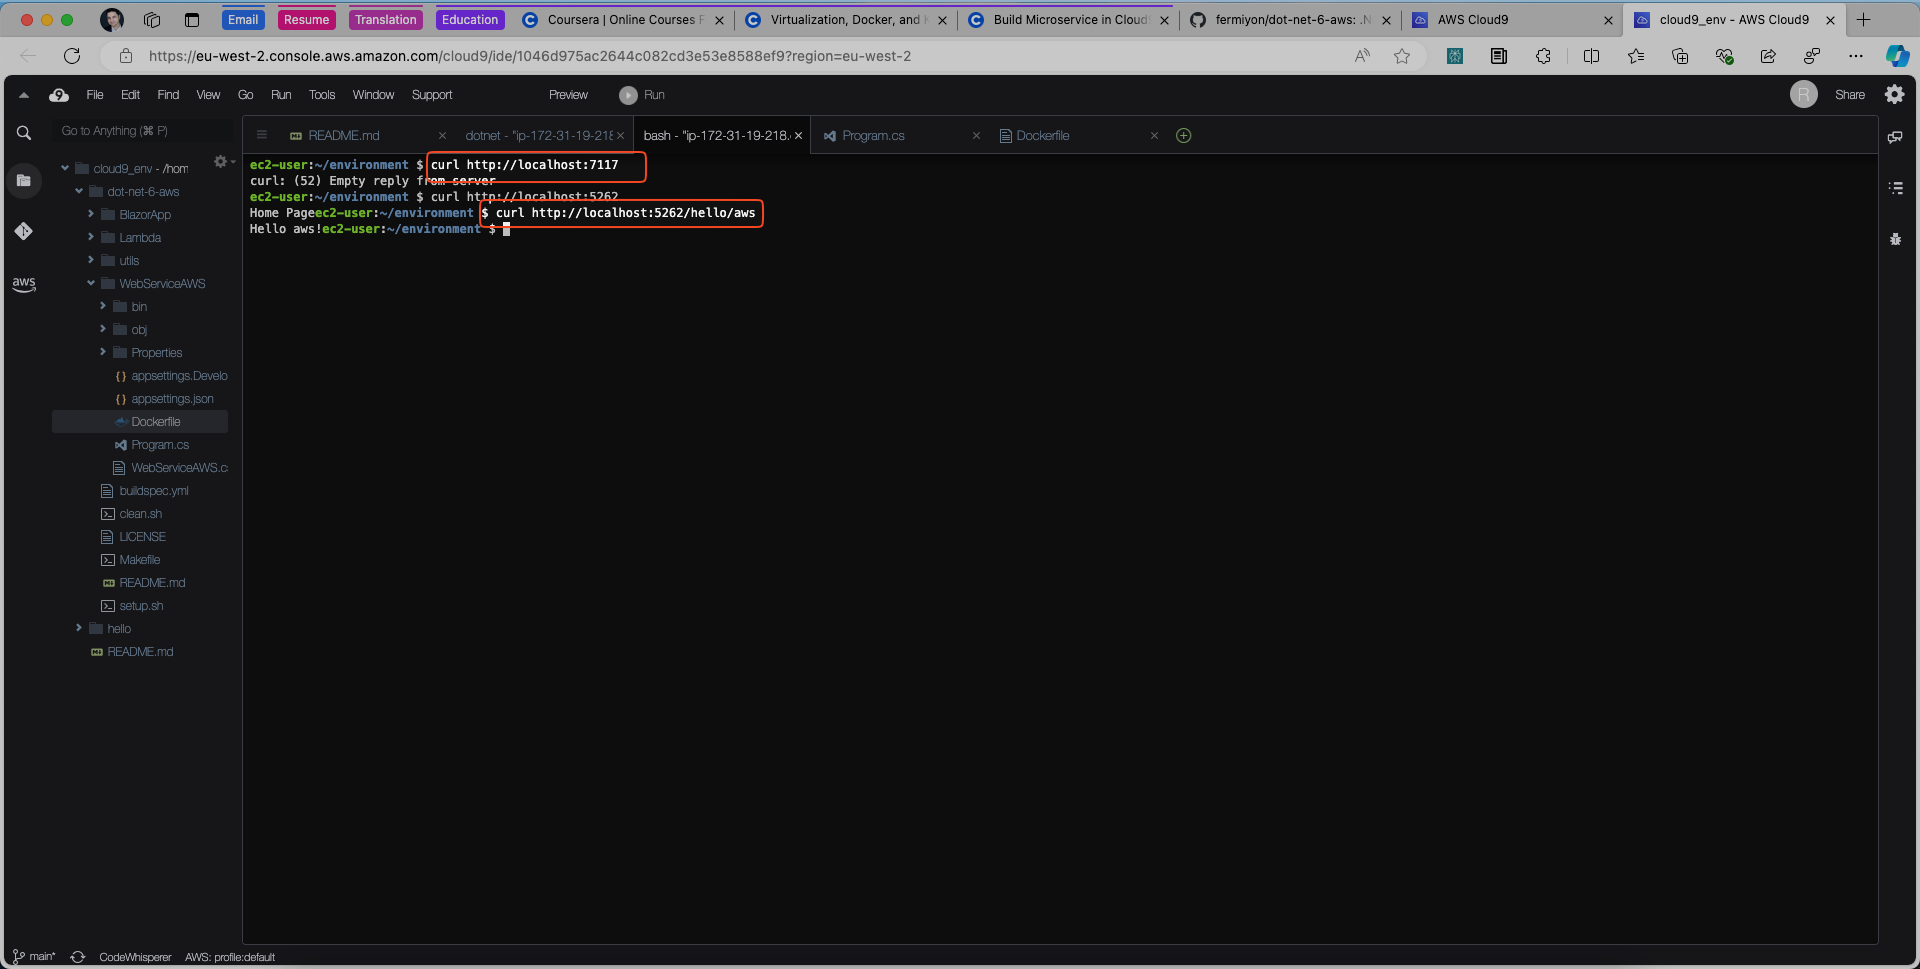 Email
Resume
Translation
Education
Coursera | Online Courses F
Virtualization, Docker, and K
Build Microservice in Cloud
fermiyon/dot-net-6-aws: .N
AWS Cloud9
cloud9_env - AWS Cloud9
https://eu-west-2.console.aws.amazon.com/cloud9/ide/1046d975ac2644c082cd3e53e8588ef9?region=eu-west-2
9 File Edit Find View Go Run Tools Window Support Preview Run R Share
Go to Anything (⌘ P)
README.md
dotnet - "ip-172-31-19-218
bash - "ip-172-31-19-218.
Program.cs
Dockerfile
cloud9_env - /hom
dot-net-6-aws
BlazorApp
Lambda
utils
WebServiceAWS
bin
obj
Properties
{} appsettings.Develo
{} appsettings.json
Dockerfile
Program.cs
WebServiceAWS.cs
buildspec.yml
clean.sh
LICENSE
Makefile
README.md
setup.sh
hello
README.md
aws
ec2-user:~/environment $ curl http://localhost:7117
curl: (52) Empty reply from server
ec2-user:~/environment $ curl http://localhost:5262
Home Pageec2-user:~/environment $ curl http://localhost:5262/hello/aws
Hello aws!ec2-user:~/environment $
main* CodeWhisperer AWS: profile:default